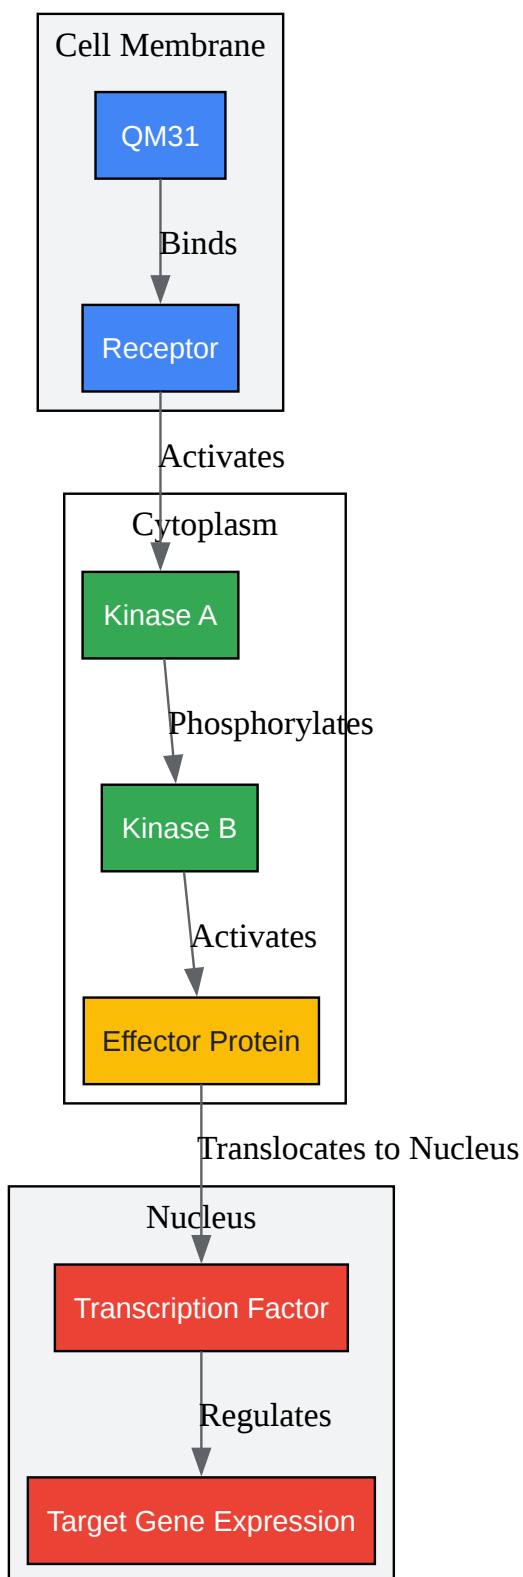 Cell Membrane
QM31
Binds
Receptor
Activates
Cytoplasm
Kinase A
Phosphorylates
Kinase B
Activates
Effector Protein
Translocates to Nucleus
Nucleus
Transcription Factor
Regulates
Target Gene Expression